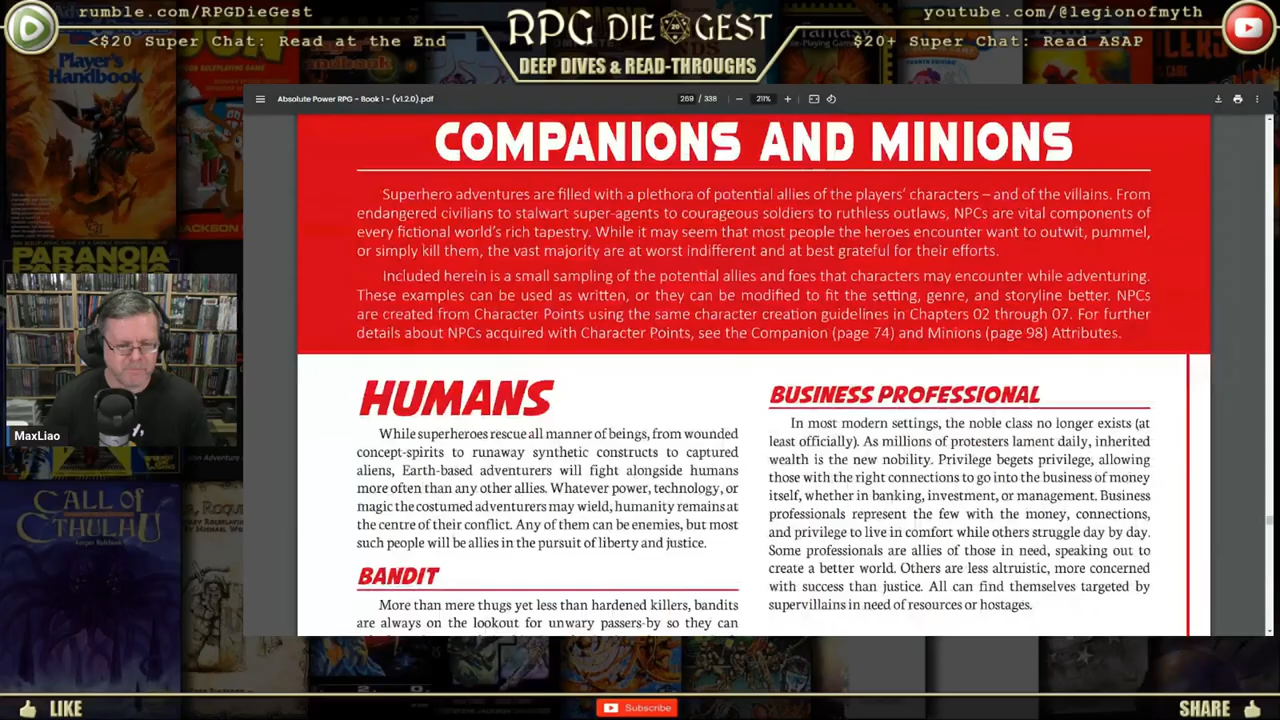 rumble.com/RPGDieGest
<$20 Super Chat: Read at the End
RPG DIE GEST
DEEP DIVES & READ-THROUGHS
youtube.com/@legionofmyth
$20+ Super Chat: Read ASAP
Player's
Handbook
Absolute Power RPG - Book 1 - (v1.2.0).pdf
269 / 338
211%
COMPANIONS AND MINIONS
Superhero adventures are filled with a plethora of potential allies of the players' characters – and of the villains. From
endangered civilians to stalwart super-agents to courageous soldiers to ruthless outlaws, NPCs are vital components of
every fictional world's rich tapestry. While it may seem that most people the heroes encounter want to outwit, pummel,
or simply kill them, the vast majority are at worst indifferent and at best grateful for their efforts.
Included herein is a small sampling of the potential allies and foes that characters may encounter while adventuring.
These examples can be used as written, or they can be modified to fit the setting, genre, and storyline better. NPCs
are created from Character Points using the same character creation guidelines in Chapters 02 through 07. For further
details about NPCs acquired with Character Points, see the Companion (page 74) and Minions (page 98) Attributes.
HUMANS
While superheroes rescue all manner of beings, from wounded
concept-spirits to runaway synthetic constructs to captured
aliens, Earth-based adventurers will fight alongside humans
more often than any other allies. Whatever power, technology, or
magic the costumed adventurers may wield, humanity remains at
the centre of their conflict. Any of them can be enemies, but most
such people will be allies in the pursuit of liberty and justice.
BANDIT
More than mere thugs yet less than hardened killers, bandits
are always on the lookout for unwary passers-by so they can
BUSINESS PROFESSIONAL
In most modern settings, the noble class no longer exists (at
least officially). As millions of protesters lament daily, inherited
wealth is the new nobility. Privilege begets privilege, allowing
those with the right connections to go into the business of money
itself, whether in banking, investment, or management. Business
professionals represent the few with the money, connections,
and privilege to live in comfort while others struggle day by day.
Some professionals are allies of those in need, speaking out to
create a better world. Others are less altruistic, more concerned
with success than justice. All can find themselves targeted by
supervillains in need of resources or hostages.
PARANOIA
MaxLiao
CALL OF
CTHULHU
LIKE
Subscribe
SHARE